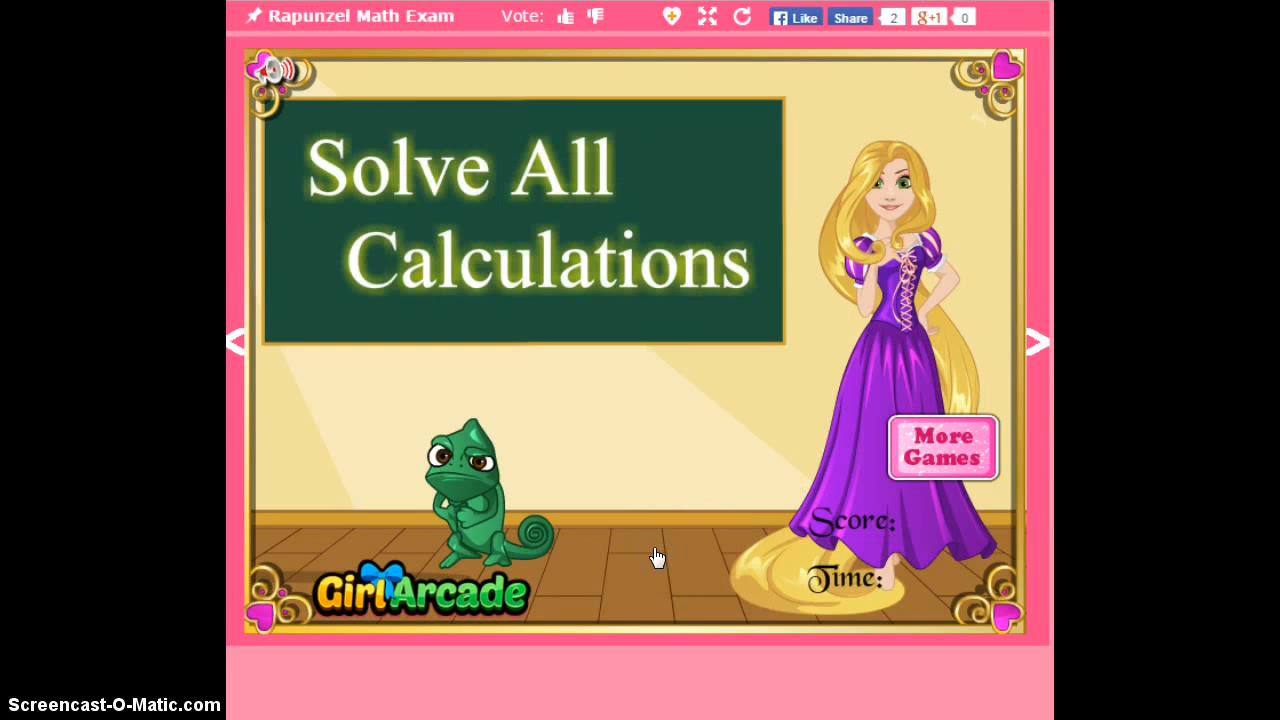 Rapunzel Math Exam Vote: Like Share 2 g+1 0
Solve All
Calculations
More
Games
Score:
Time:
GirlArcade
Screencast-O-Matic.com